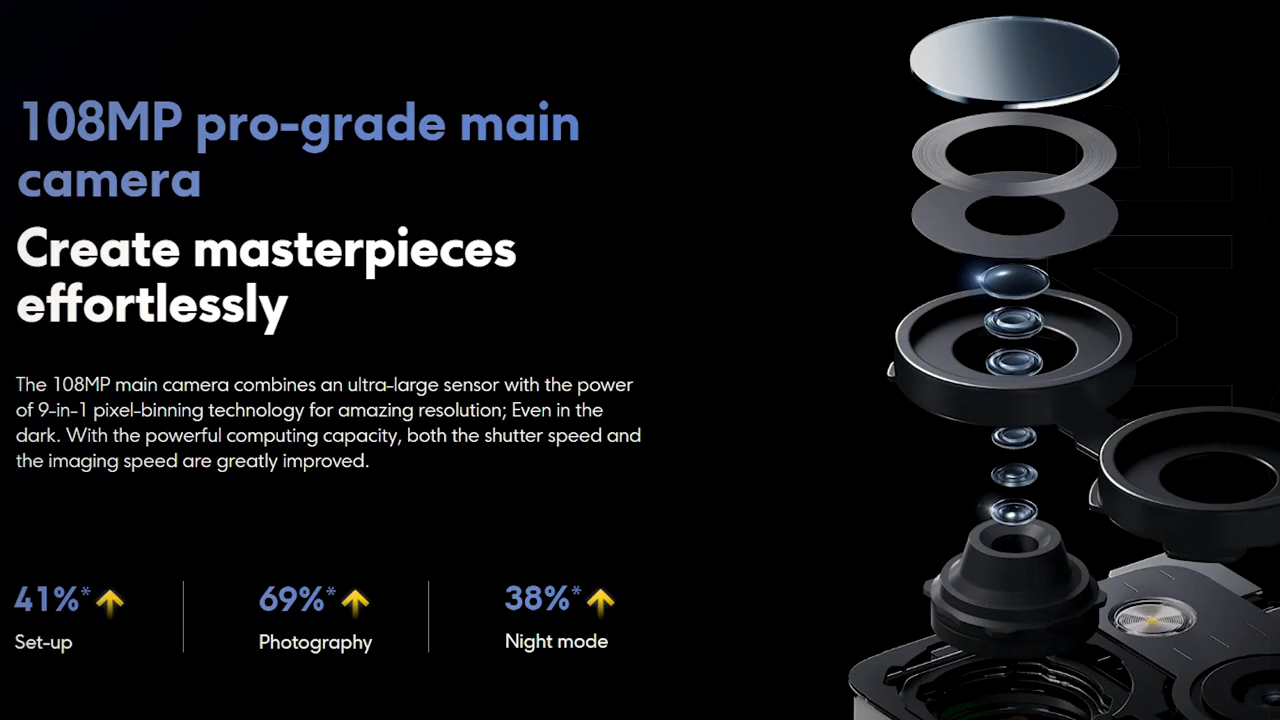 108MP pro-grade main
camera
Create masterpieces
effortlessly
The 108MP main camera combines an ultra-large sensor with the power
of 9-in-1 pixel-binning technology for amazing resolution; Even in the
dark. With the powerful computing capacity, both the shutter speed and
the imaging speed are greatly improved.
41%* 69%* 38%*
Set-up Photography Night mode